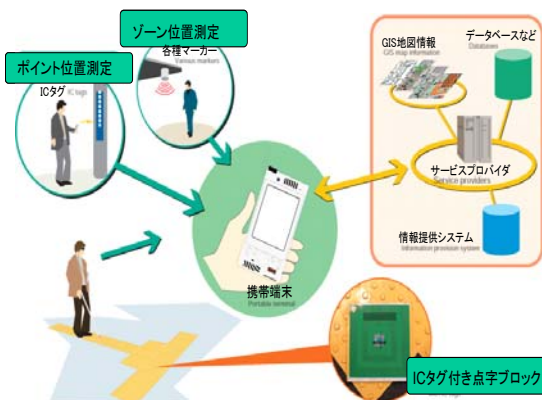 ゾーン位置測定
各種マーカー
Various markers
ポイント位置測定
ICタグ IC tags
GIS地図情報
GIS map information
データベースなど
Databases
サービスプロバイダ
Service providers
情報提供システム
Information provision system
携帯端末
Portable terminal
ICタグ付き点字ブロック